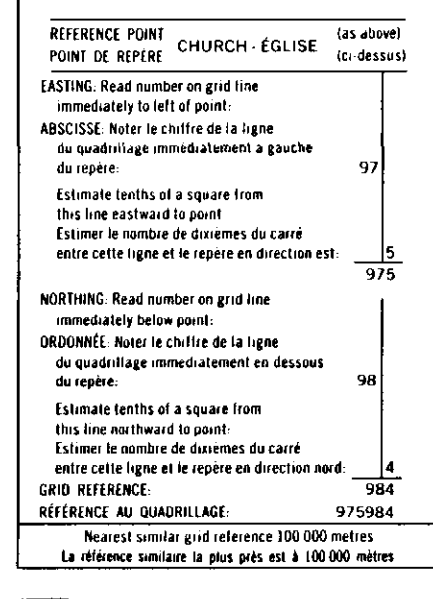 REFERENCE POINT
POINT DE REPÈRE
CHURCH - ÉGLISE
(as above)
(ci-dessus)
EASTING: Read number on grid line
immediately to left of point:
ABSCISSE: Noter le chiffre de la ligne
du quadrillage immédiatement a gauche
du repère: 97
Estimate tenths of a square from
this line eastward to point
Estimer le nombre de dixièmes du carré
entre cette ligne et le repère en direction est: 5
975
NORTHING: Read number on grid line
immediately below point:
ORDONNÉE: Noter le chiffre de la ligne
du quadrillage immediatement en dessous
du repère: 98
Estimate tenths of a square from
this line northward to point:
Estimer le nombre de dixièmes du carré
entre cette ligne et le repère en direction nord: 4
GRID REFERENCE: 984
RÉFÉRENCE AU QUADRILLAGE: 975984
Nearest similar grid reference 100 000 metres
La référence similaire la plus près est à 100 000 mètres